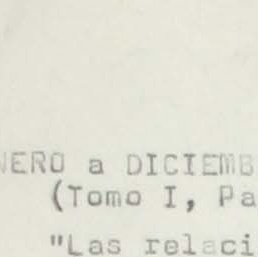 NERO a DICIEMB
(Tomo I, Pa
"Las relaci